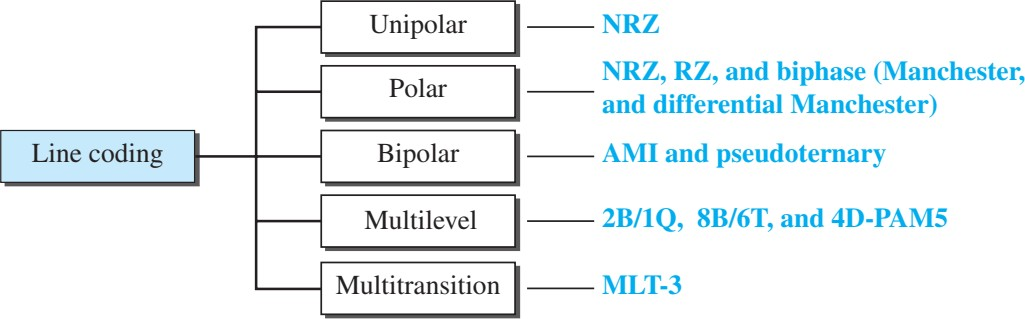 Unipolar
NRZ
Polar
NRZ, RZ, and biphase (Manchester,
and differential Manchester)
Line coding
Bipolar
AMI and pseudoternary
Multilevel
2B/1Q, 8B/6T, and 4D-PAM5
Multitransition
MLT-3